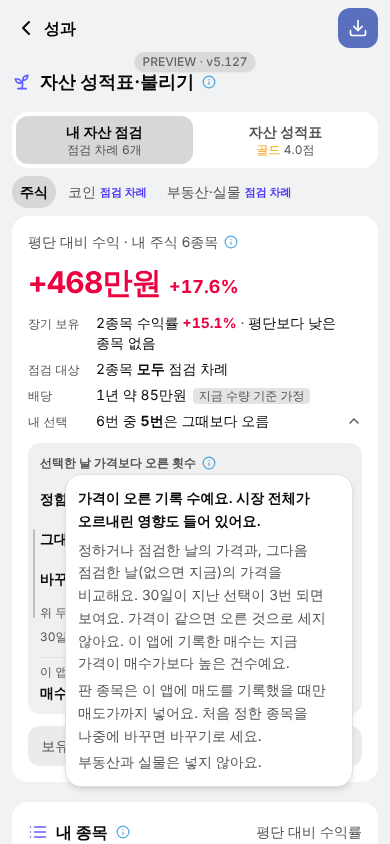 성과
PREVIEW · v5.127
자산 성적표·불리기
내 자산 점검
점검 차례 6개
자산 성적표
골드 4.0점
주식 코인 점검 차례 부동산·실물 점검 차례
평단 대비 수익 · 내 주식 6종목
+468만원 +17.6%
장기 보유 2종목 수익률 +15.1% · 평단보다 낮은
종목 없음
점검 대상 2종목 모두 점검 차례
배당 1년 약 85만원 지금 수량 기준 가정
내 선택 6번 중 5번은 그때보다 오름
선택한 날 가격보다 오른 횟수
정함
그대
바꾸
위 두
30일
이 앱
매수
보유
가격이 오른 기록 수예요. 시장 전체가
오르내린 영향도 들어 있어요.
정하거나 점검한 날의 가격과, 그다음
점검한 날(없으면 지금)의 가격을
비교해요. 30일이 지난 선택이 3번 되면
보여요. 가격이 같으면 오른 것으로 세지
않아요. 이 앱에 기록한 매수는 지금
가격이 매수가보다 높은 건수예요.
판 종목은 이 앱에 매도를 기록했을 때만
매도가까지 넣어요. 처음 정한 종목을
나중에 바꾸면 바꾸기로 세요.
부동산과 실물은 넣지 않아요.
내 종목 평단 대비 수익률